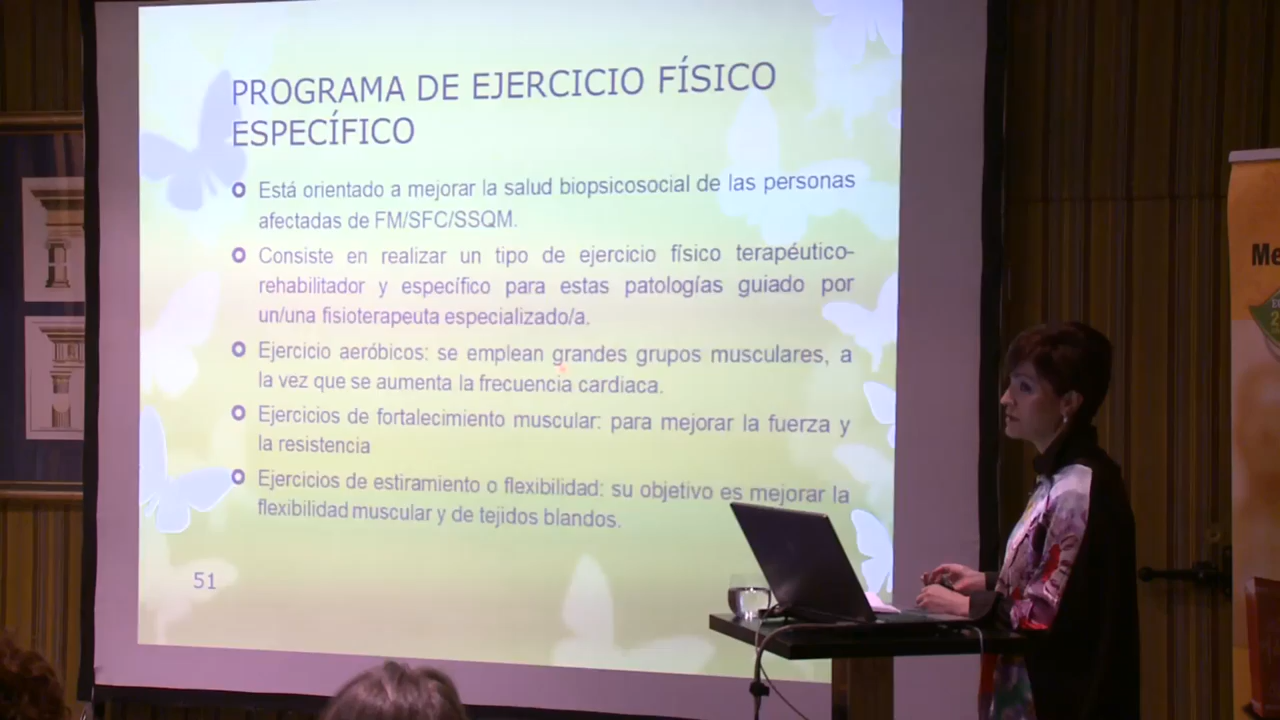 PROGRAMA DE EJERCICIO FÍSICO
ESPECÍFICO
Está orientado a mejorar la salud biopsicosocial de las personas
afectadas de FM/SFC/SSQM.
Consiste en realizar un tipo de ejercicio físico terapéutico-
rehabilitador y específico para estas patologías guiado por
un/una fisioterapeuta especializado/a.
Ejercicio aeróbicos: se emplean grandes grupos musculares, a
la vez que se aumenta la frecuencia cardiaca.
Ejercicios de fortalecimiento muscular: para mejorar la fuerza y
la resistencia
Ejercicios de estiramiento o flexibilidad: su objetivo es mejorar la
flexibilidad muscular y de tejidos blandos.
51
Me